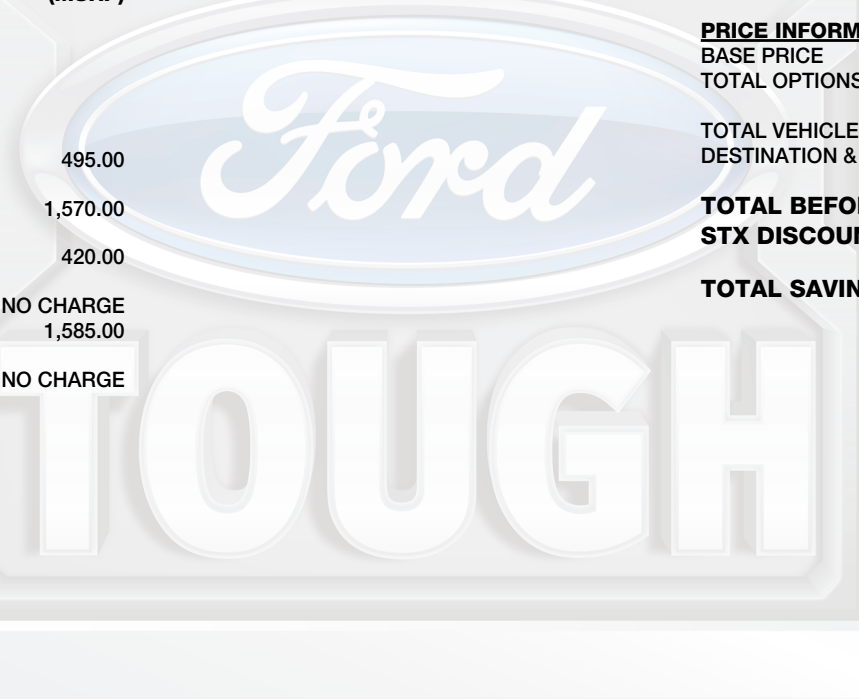 (MSRP)
495.00
1,570.00
420.00
NO CHARGE
1,585.00
NO CHARGE
PRICE INFORM
BASE PRICE
TOTAL OPTIONS
TOTAL VEHICLE
DESTINATION &
TOTAL BEFO
STX DISCOUN
TOTAL SAVIN
Ford
TOUGH